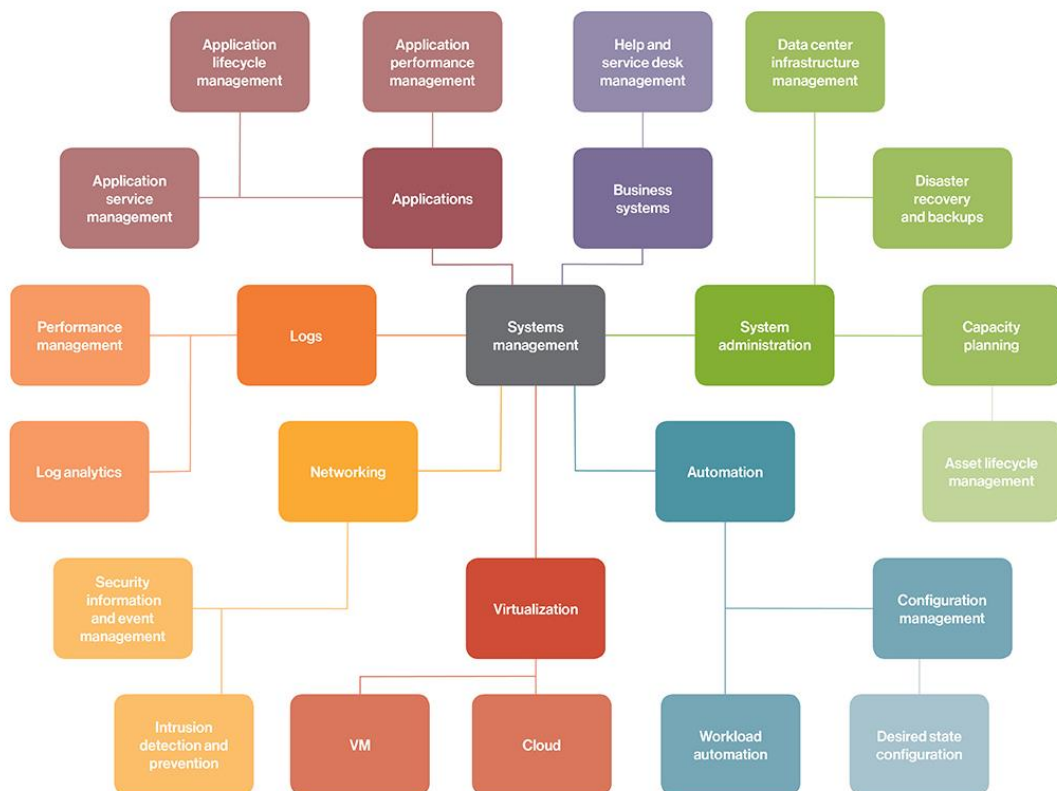 Application
lifecycle
management
Application
performance
management
Help and
service desk
management
Data center
infrastructure
management
Application
service
management
Applications
Business
systems
Disaster
recovery
and backups
Performance
management
Logs
Systems
management
System
administration
Capacity
planning
Log analytics
Networking
Automation
Asset lifecycle
management
Security
information
and event
management
Virtualization
Configuration
management
Intrusion
detection and
prevention
VM
Cloud
Workload
automation
Desired state
configuration